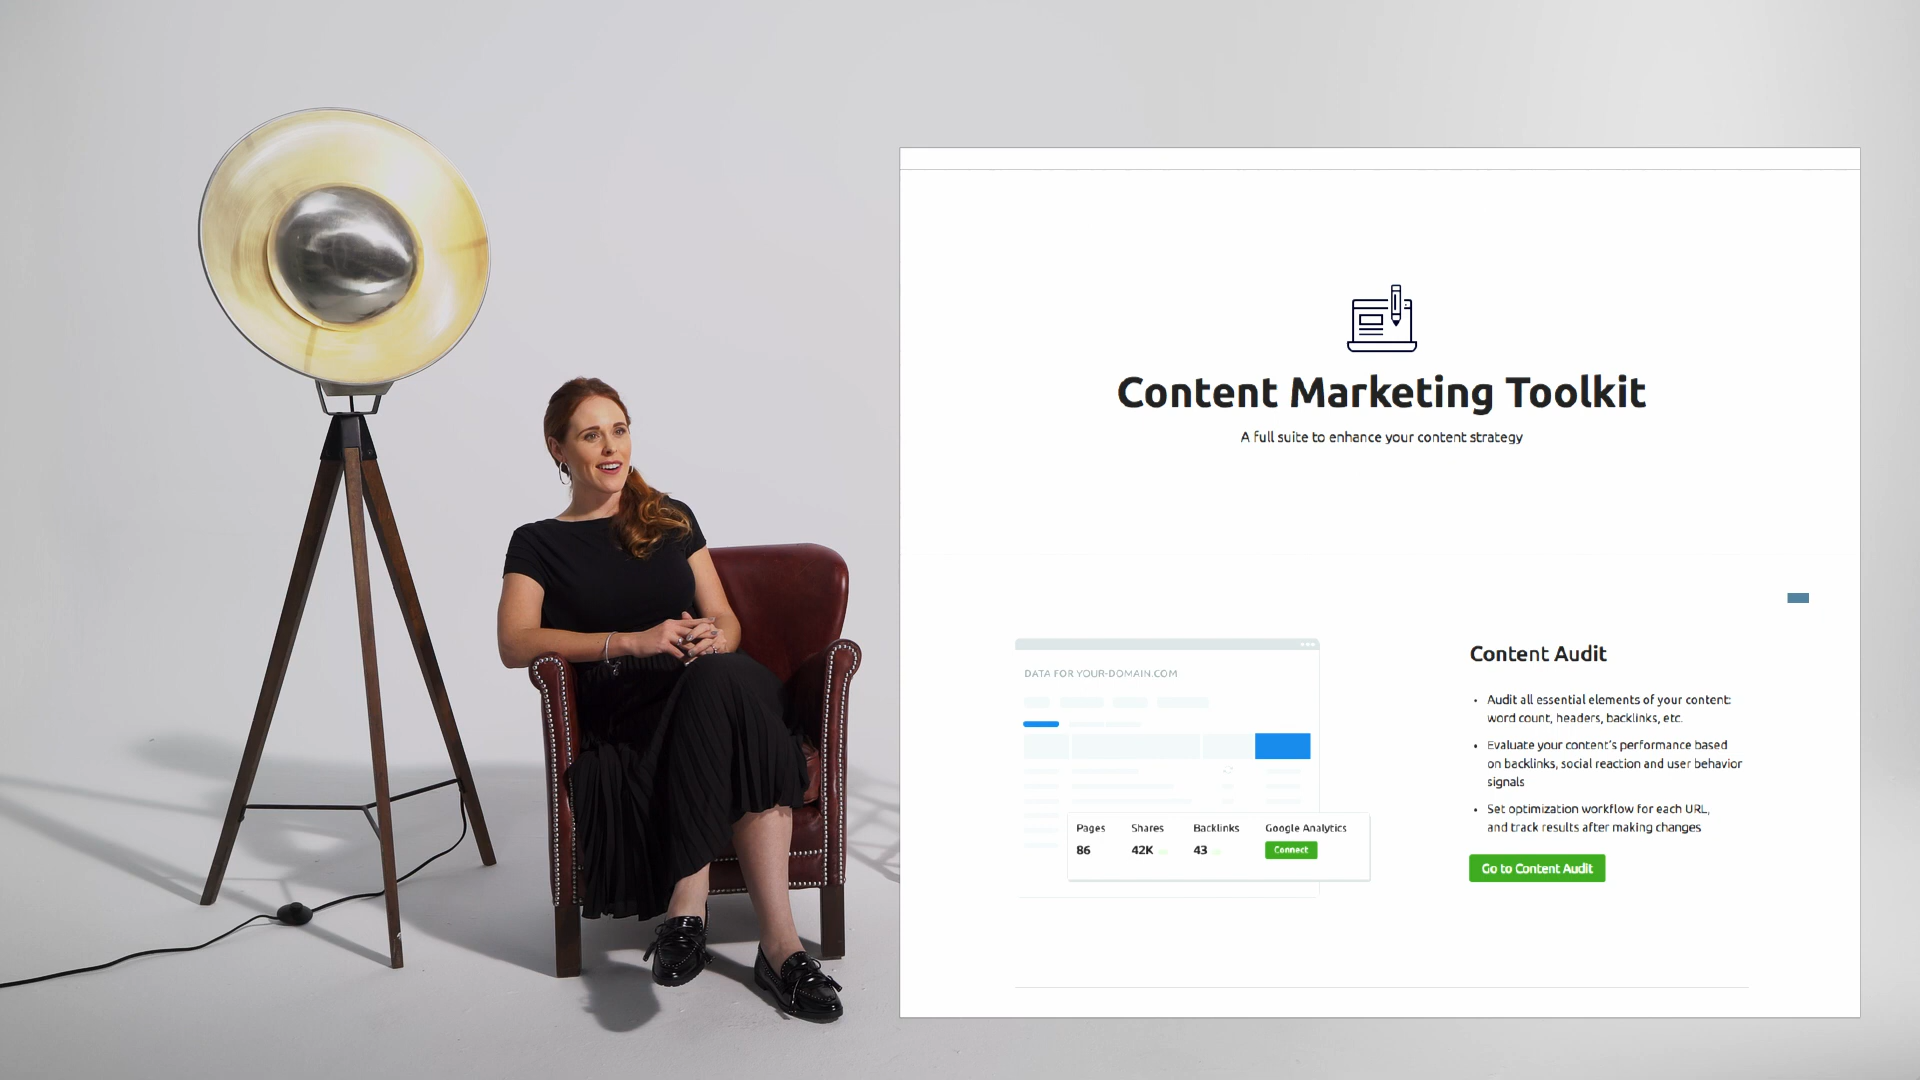 Content Marketing Toolkit
A full suite to enhance your content strategy
DATA FOR YOUR-DOMAIN.COM
Pages Shares Backlinks Google Analytics
86 42K 43 Connect
Content Audit
• Audit all essential elements of your content:
word count, headers, backlinks, etc.
• Evaluate your content's performance based
on backlinks, social reaction and user behavior
signals
• Set optimization workflow for each URL,
and track results after making changes
Go to Content Audit